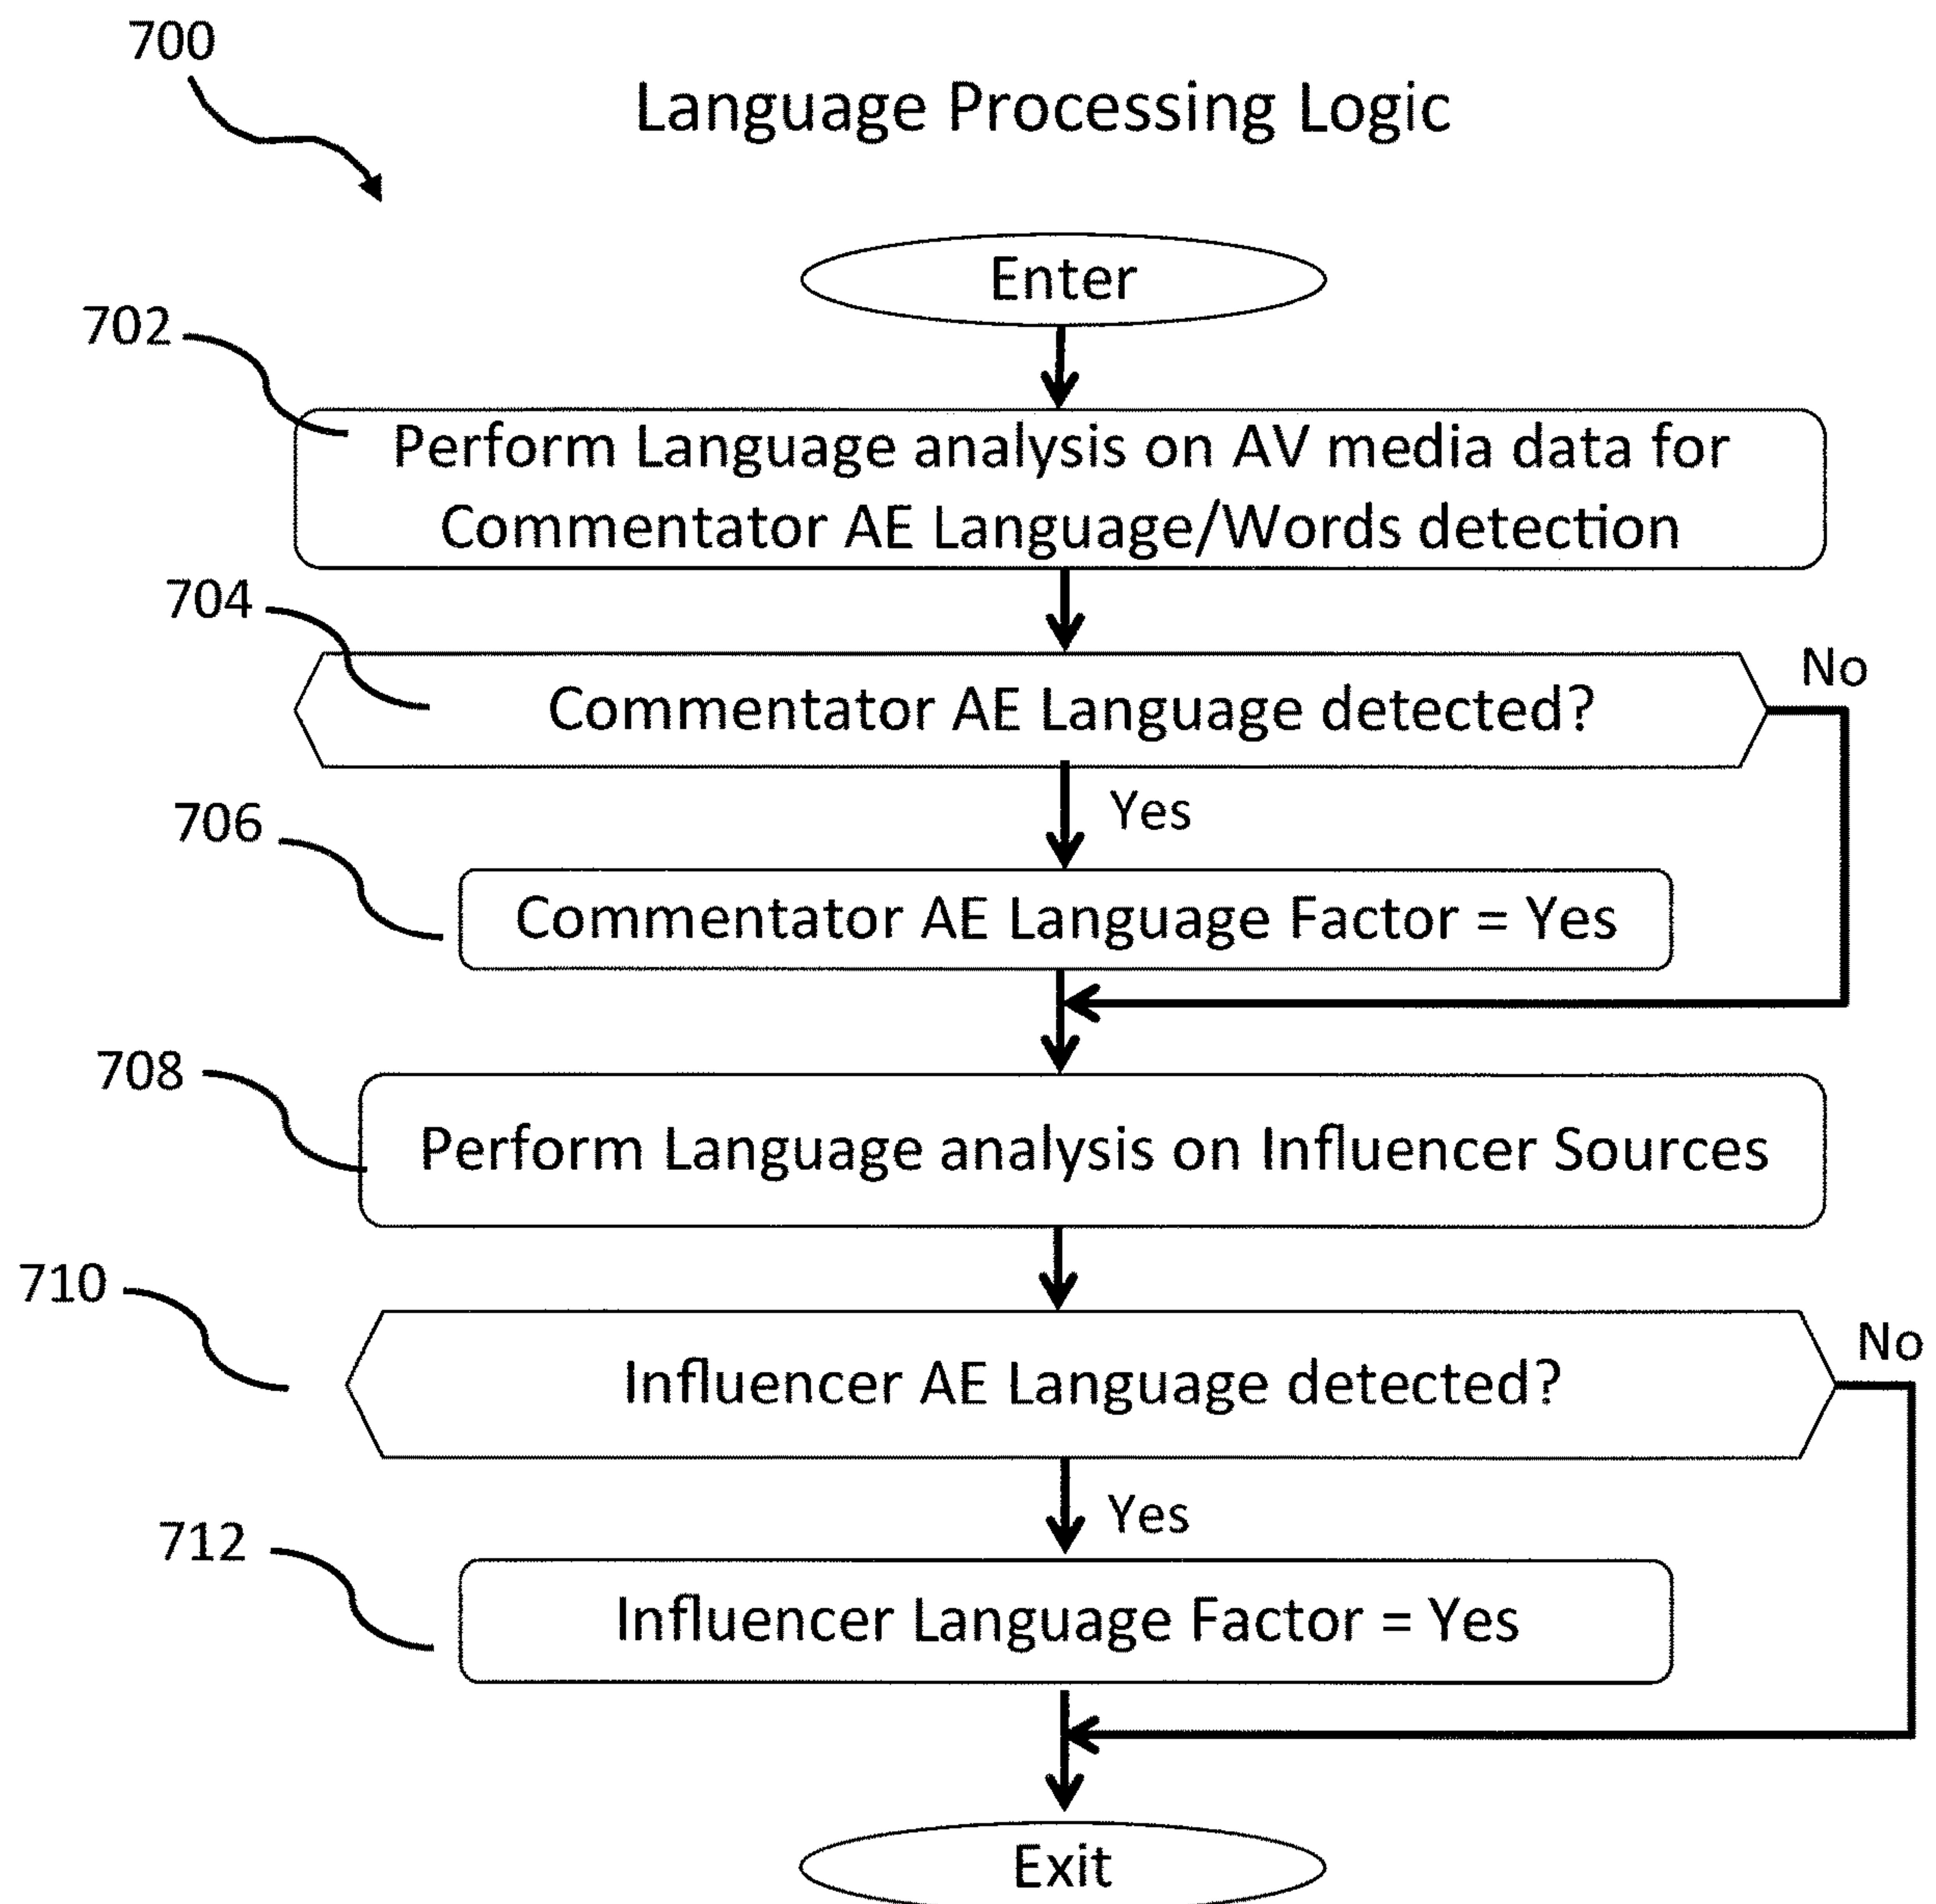 700
Language Processing Logic
Enter
702
Perform Language analysis on AV media data for
Commentator AE Language/Words detection
704
Commentator AE Language detected?
No
Yes
706
Commentator AE Language Factor = Yes
708
Perform Language analysis on Influencer Sources
710
Influencer AE Language detected?
No
Yes
712
Influencer Language Factor = Yes
Exit